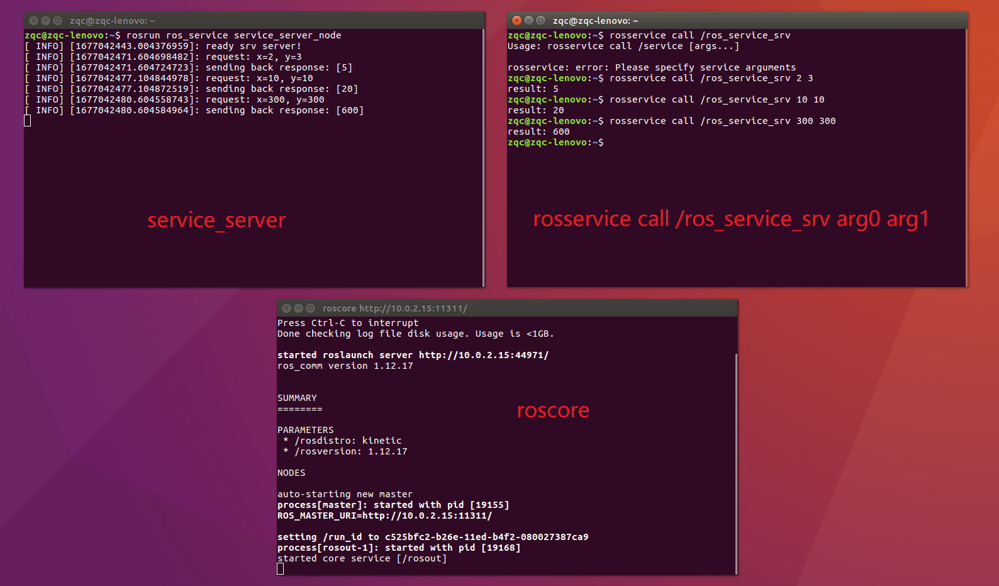 zqc@zqc-lenovo: ~
zqc@zqc-lenovo:~$ rosrun ros_service service_server_node
[ INFO] [1677042443.004376959]: ready srv server!
[ INFO] [1677042471.604698482]: request: x=2, y=3
[ INFO] [1677042471.604724723]: sending back response: [5]
[ INFO] [1677042477.104844978]: request: x=10, y=10
[ INFO] [1677042477.104872519]: sending back response: [20]
[ INFO] [1677042480.604558743]: request: x=300, y=300
[ INFO] [1677042480.604584964]: sending back response: [600]
service_server
zqc@zqc-lenovo: ~
zqc@zqc-lenovo:~$ rosservice call /ros_service_srv
Usage: rosservice call /service [args...]
rosservice: error: Please specify service arguments
zqc@zqc-lenovo:~$ rosservice call /ros_service_srv 2 3
result: 5
zqc@zqc-lenovo:~$ rosservice call /ros_service_srv 10 10
result: 20
zqc@zqc-lenovo:~$ rosservice call /ros_service_srv 300 300
result: 600
zqc@zqc-lenovo:~$
rosservice call /ros_service_srv arg0 arg1
roscore http://10.0.2.15:11311/
Press Ctrl-C to interrupt
Done checking log file disk usage. Usage is <1GB.
started roslaunch server http://10.0.2.15:44971/
ros_comm version 1.12.17
SUMMARY
========
roscore
PARAMETERS
* /rosdistro: kinetic
* /rosversion: 1.12.17
NODES
auto-starting new master
process[master]: started with pid [19155]
ROS_MASTER_URI=http://10.0.2.15:11311/
setting /run_id to c525bfc2-b26e-11ed-b4f2-080027387ca9
process[rosout-1]: started with pid [19168]
started core service [/rosout]